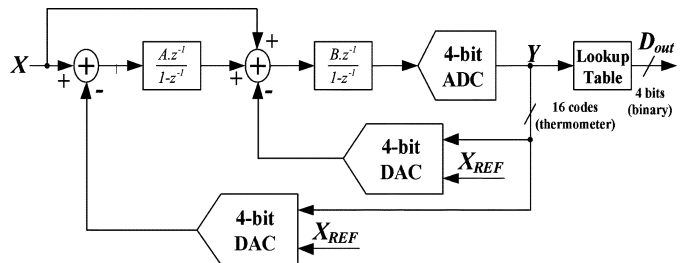 X
+
+
-
A.z⁻¹
1-z⁻¹
+
+
+
-
B.z⁻¹
1-z⁻¹
4-bit
ADC
Y
Lookup
Table
D_out
4 bits
(binary)
16 codes
(thermometer)
4-bit
DAC
X_REF
4-bit
DAC
X_REF